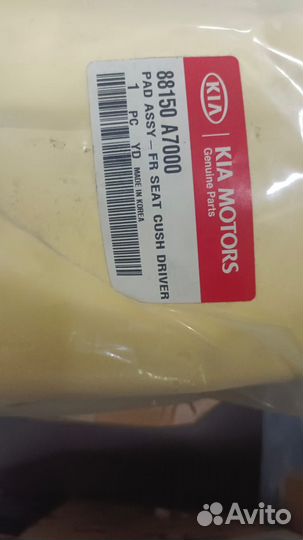 88150 A7000
PAD ASSY-FR SEAT CUSH DRIVER
1 PC YD MADE IN KOREA
KIA
KIA MOTORS
Genuine Parts
Avito